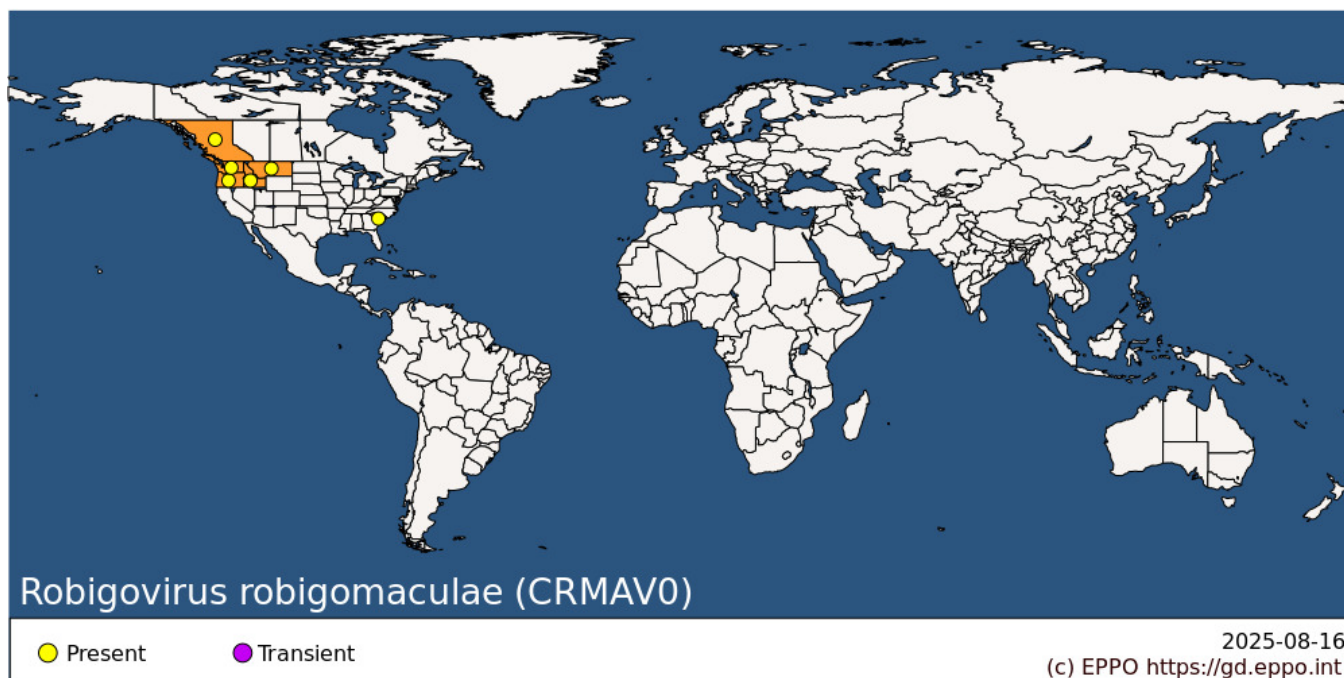 Robigovirus robigomaculae (CRMAV0)
Present
Transient
2025-08-16
(c) EPPO https://gd.eppo.int